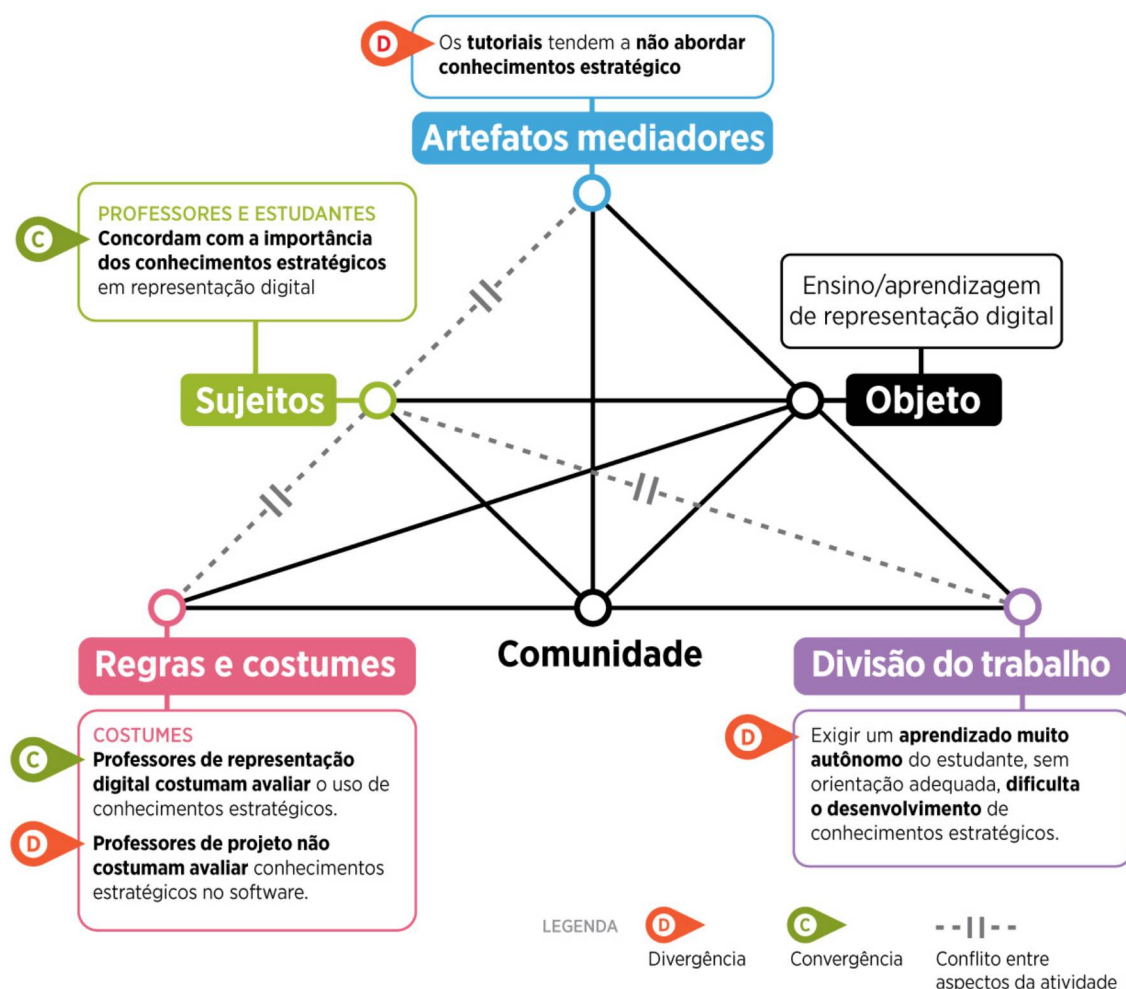 D
Os tutoriais tendem a não abordar
conhecimentos estratégico
Artefatos mediadores
C
PROFESSORES E ESTUDANTES
Concordam com a importância
dos conhecimentos estratégicos
em representação digital
Ensino/aprendizagem
de representação digital
Sujeitos
Objeto
Regras e costumes
Comunidade
Divisão do trabalho
COSTUMES
C
Professores de representação
digital costumam avaliar o uso de
conhecimentos estratégicos.
D
Professores de projeto não
costumam avaliar conhecimentos
estratégicos no software.
D
Exigir um aprendizado muito
autônomo do estudante, sem
orientação adequada, dificulta
o desenvolvimento de
conhecimentos estratégicos.
LEGENDA
D
Divergência
C
Convergência
Conflito entre
aspectos da atividade